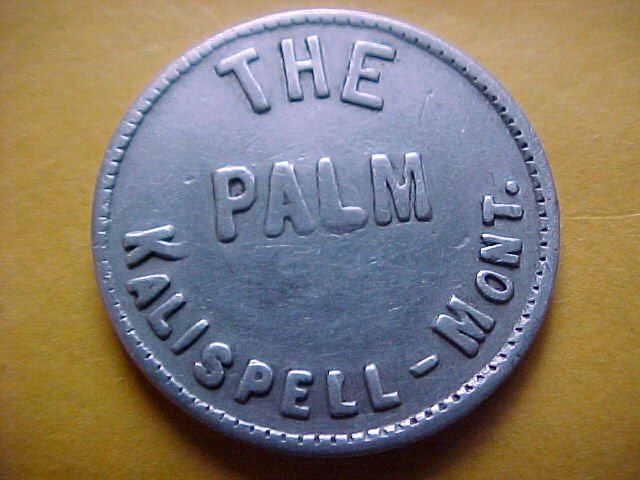 THE
PALM
KALISPELL - MONT.